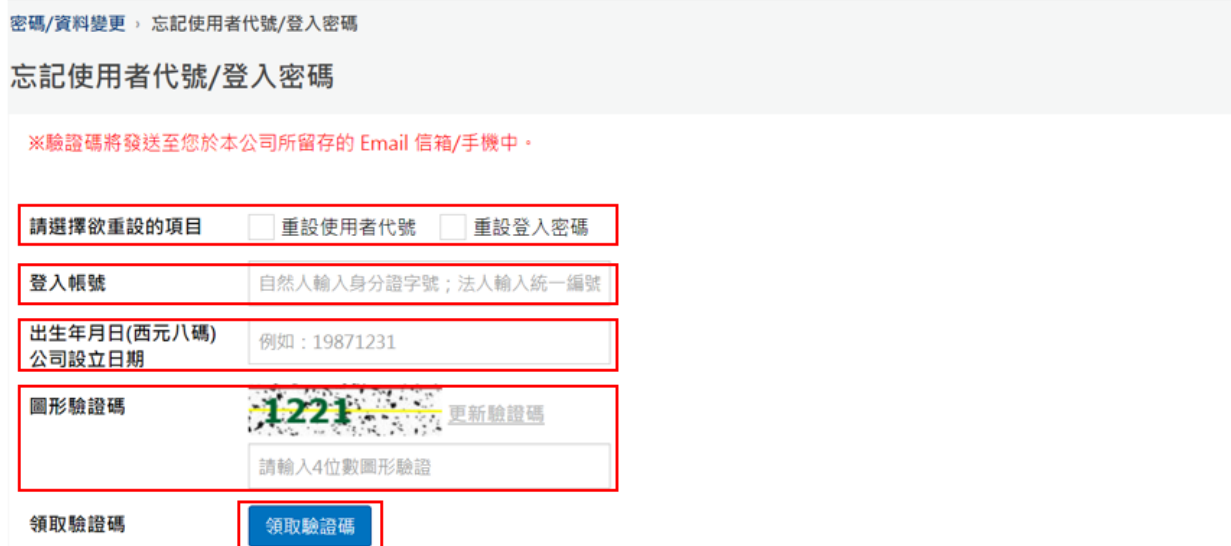 密碼/資料變更 › 忘記使用者代號/登入密碼
忘記使用者代號/登入密碼
※驗證碼將發送至您於本公司所留存的 Email 信箱/手機中。
請選擇欲重設的項目 重設使用者代號 重設登入密碼
登入帳號 自然人輸入身分證字號；法人輸入統一編號
出生年月日(西元八碼)
公司設立日期 例如：19871231
圖形驗證碼 1221 更新驗證碼
請輸入4位數圖形驗證
領取驗證碼 領取驗證碼